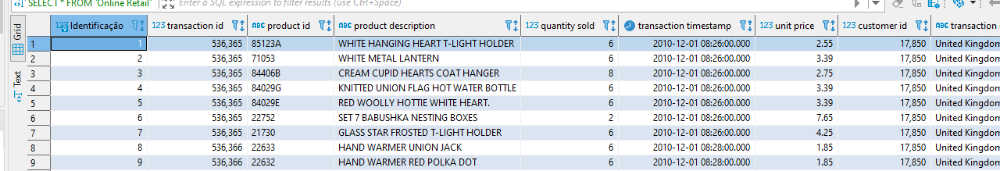 SELECT * FROM 'Online Retail' Enter a SQL expression to filter results (use Ctrl+Space)
Grid
Text
123 Identificação 123 transaction id ABC product id ABC product description 123 quantity sold transaction timestamp 123 unit price 123 customer id ABC transaction
1 1 536,365 85123A WHITE HANGING HEART T-LIGHT HOLDER 6 2010-12-01 08:26:00.000 2.55 17,850 United Kingdom
2 2 536,365 71053 WHITE METAL LANTERN 6 2010-12-01 08:26:00.000 3.39 17,850 United Kingdom
3 3 536,365 84406B CREAM CUPID HEARTS COAT HANGER 8 2010-12-01 08:26:00.000 2.75 17,850 United Kingdom
4 4 536,365 84029G KNITTED UNION FLAG HOT WATER BOTTLE 6 2010-12-01 08:26:00.000 3.39 17,850 United Kingdom
5 5 536,365 84029E RED WOOLLY HOTTIE WHITE HEART. 6 2010-12-01 08:26:00.000 3.39 17,850 United Kingdom
6 6 536,365 22752 SET 7 BABUSHKA NESTING BOXES 2 2010-12-01 08:26:00.000 7.65 17,850 United Kingdom
7 7 536,365 21730 GLASS STAR FROSTED T-LIGHT HOLDER 6 2010-12-01 08:26:00.000 4.25 17,850 United Kingdom
8 8 536,366 22633 HAND WARMER UNION JACK 6 2010-12-01 08:28:00.000 1.85 17,850 United Kingdom
9 9 536,366 22632 HAND WARMER RED POLKA DOT 6 2010-12-01 08:28:00.000 1.85 17,850 United Kingdom